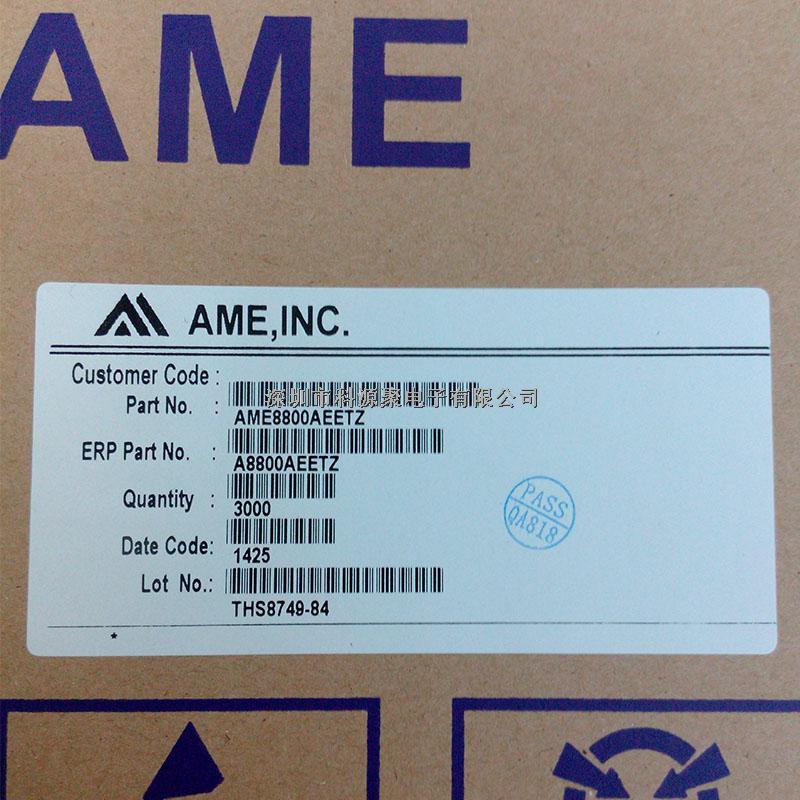 AME
AME,INC.
Customer Code :
深圳市科源聚电子有限公司
Part No. :
AME8800AEETZ
ERP Part No. :
A8800AEETZ
Quantity :
3000
Date Code:
1425
Lot No.:
THS8749-84
PASS
QA818
*